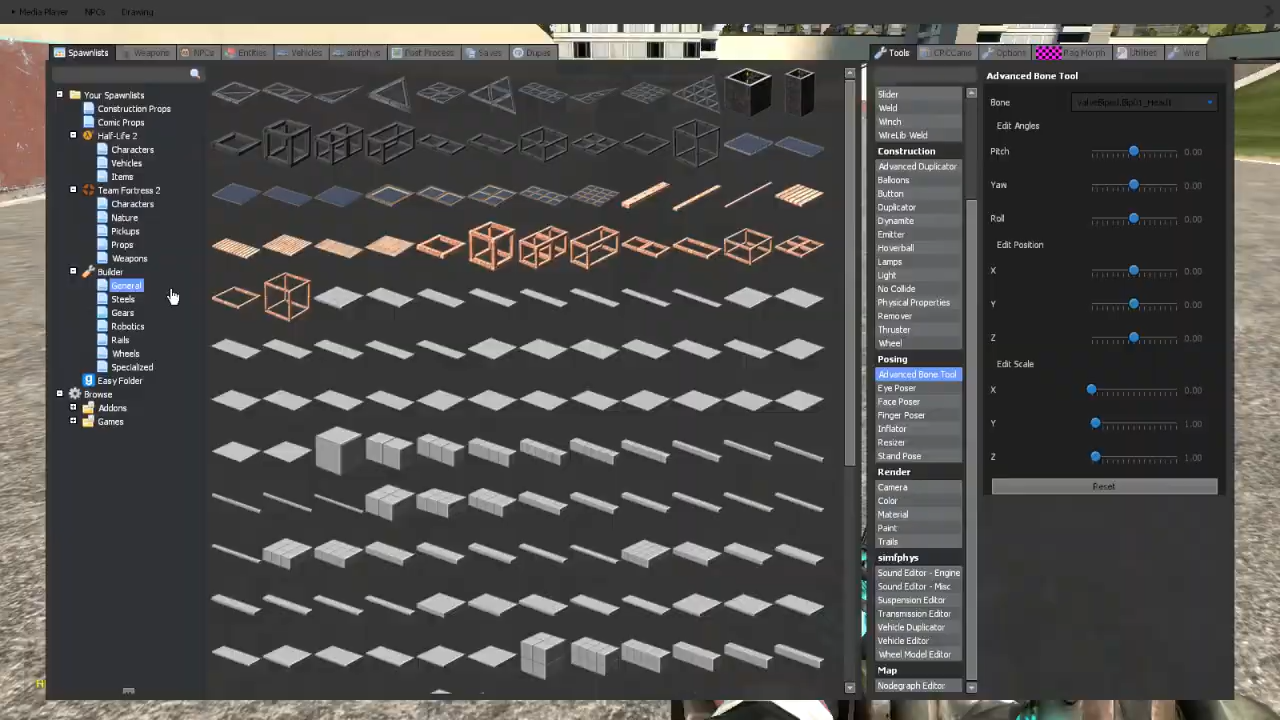 Media Player NPCs Drawing
Spawnlists Weapons NPCs Entities Vehicles simfphys Post Process Saves Dupes
Your Spawnlists
Construction Props
Comic Props
Half-Life 2
Characters
Vehicles
Items
Team Fortress 2
Characters
Nature
Pickups
Props
Weapons
Builder
General
Steels
Gears
Robotics
Rails
Wheels
Specialized
Easy Folder
Browse
Addons
Games
Tools CPCCams Options Rag Morph Utilities Wire
Slider
Weld
Winch
WireLib Weld
Construction
Advanced Duplicator
Balloons
Button
Duplicator
Dynamite
Emitter
Hoverball
Lamps
Light
No Collide
Physical Properties
Remover
Thruster
Wheel
Posing
Advanced Bone Tool
Eye Poser
Face Poser
Finger Poser
Inflator
Resizer
Stand Pose
Render
Camera
Color
Material
Paint
Trails
simfphys
Sound Editor - Engine
Sound Editor - Misc
Suspension Editor
Transmission Editor
Vehicle Duplicator
Vehicle Editor
Wheel Model Editor
Map
Nodegraph Editor
Advanced Bone Tool
Bone ValveBiped.Bip01_Head1
Edit Angles
Pitch 0.00
Yaw 0.00
Roll 0.00
Edit Position
X 0.00
Y 0.00
Z 0.00
Edit Scale
X 0.00
Y 1.00
Z 1.00
Reset